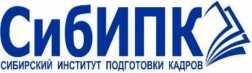 СибИПК
СИБИРСКИЙ ИНСТИТУТ ПОДГОТОВКИ КАДРОВ